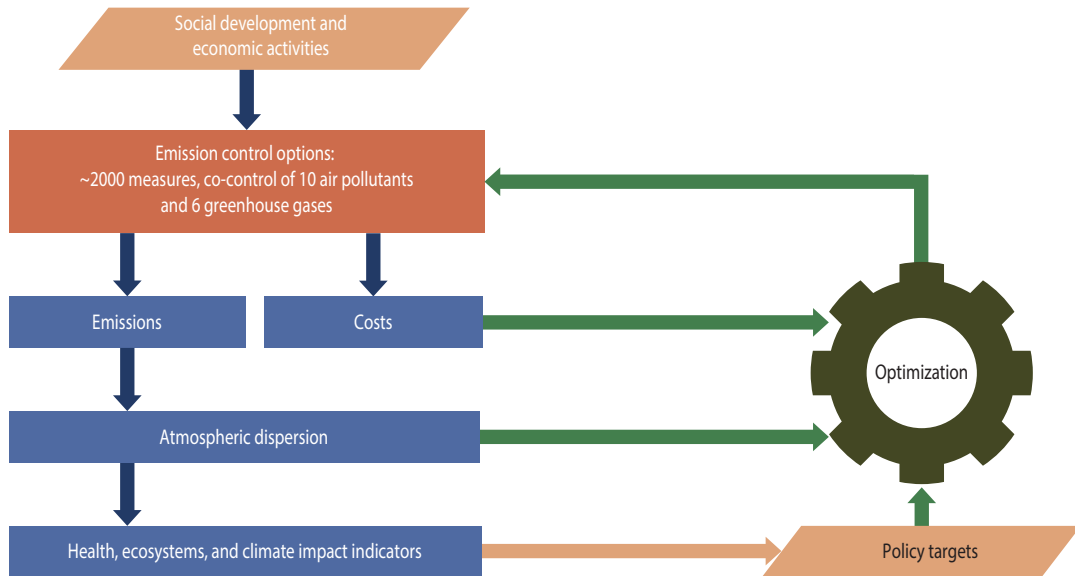 Social development and
economic activities
Emission control options:
~2000 measures, co-control of 10 air pollutants
and 6 greenhouse gases
Emissions
Costs
Optimization
Atmospheric dispersion
Health, ecosystems, and climate impact indicators
Policy targets